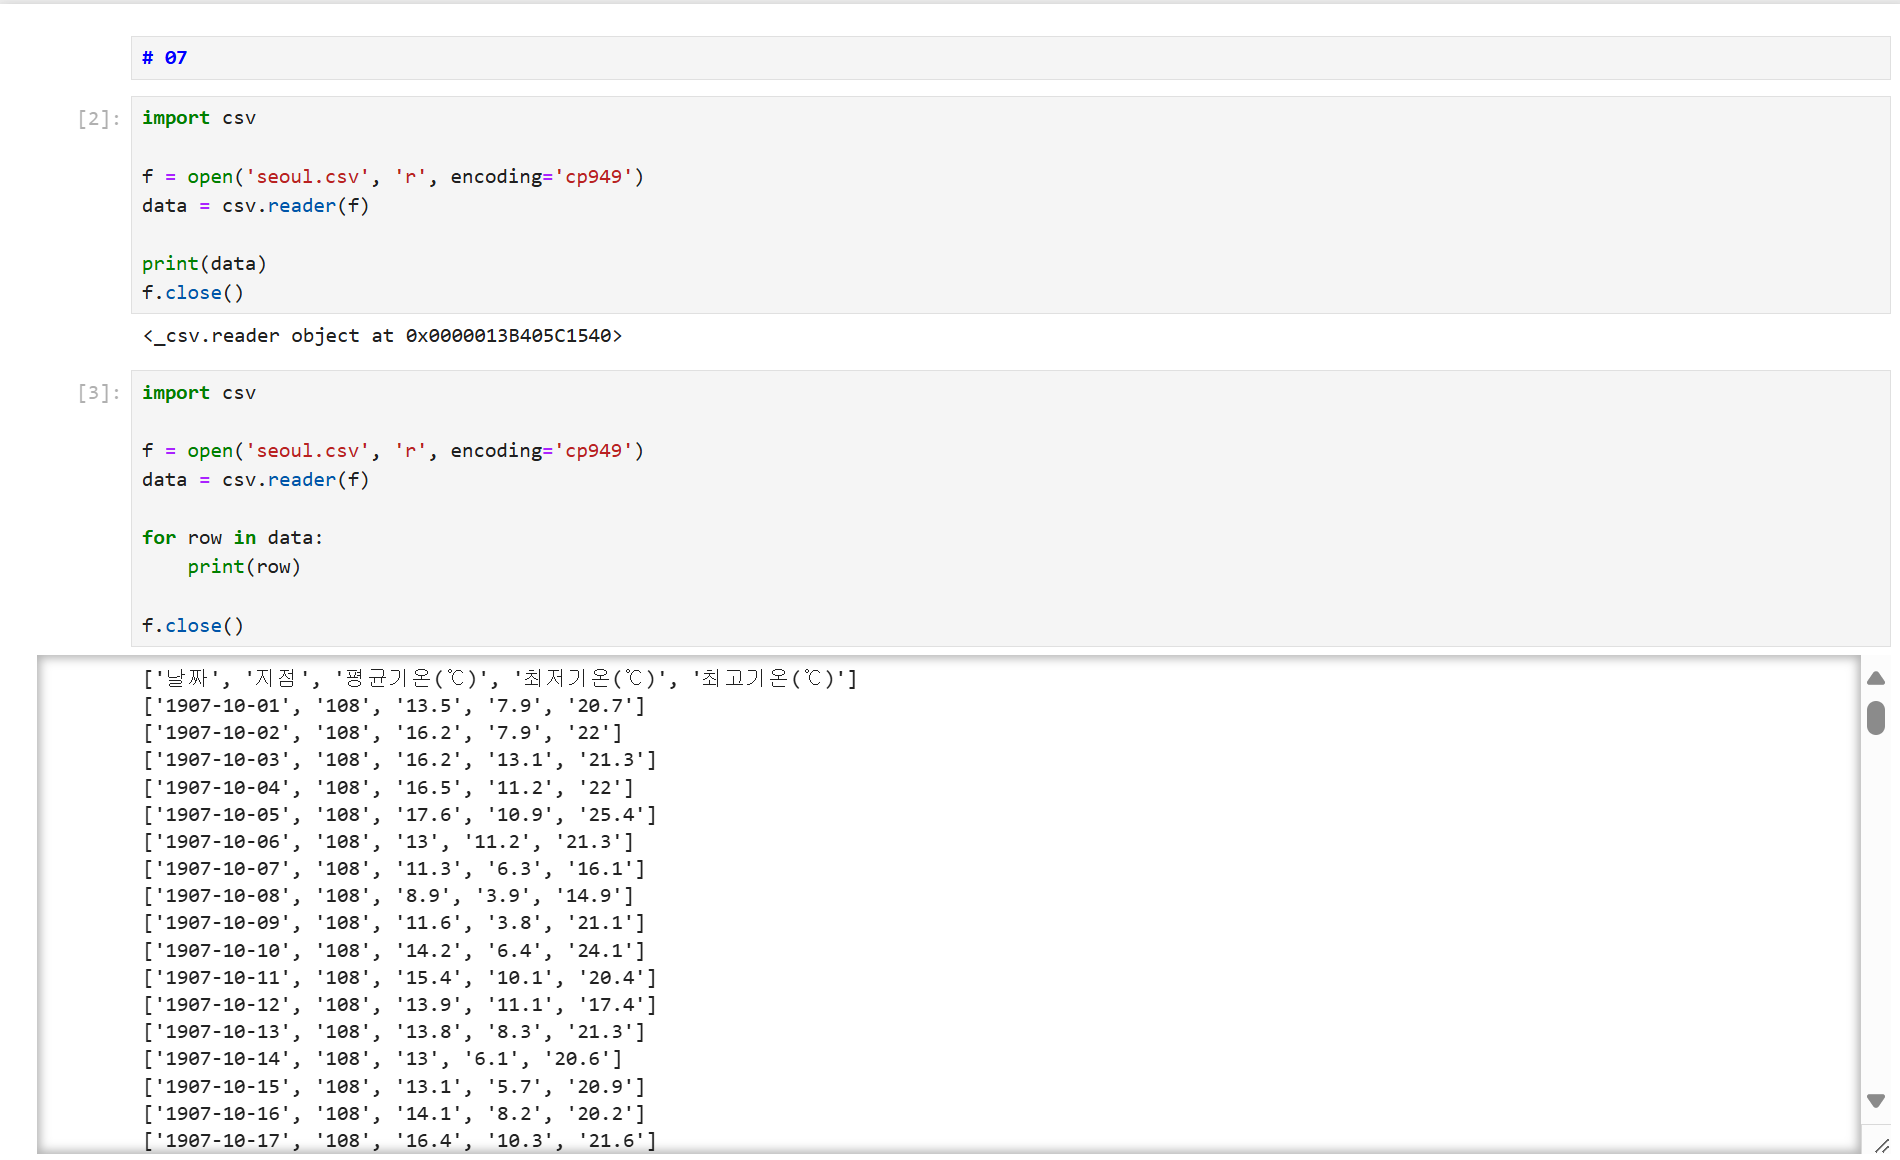 # 07
[2]:
import csv
f = open('seoul.csv', 'r', encoding='cp949')
data = csv.reader(f)
print(data)
f.close()
<_csv.reader object at 0x0000013B405C1540>
[3]:
import csv
f = open('seoul.csv', 'r', encoding='cp949')
data = csv.reader(f)
for row in data:
    print(row)
f.close()
['날짜', '지점', '평균기온(℃)', '최저기온(℃)', '최고기온(℃)']
['1907-10-01', '108', '13.5', '7.9', '20.7']
['1907-10-02', '108', '16.2', '7.9', '22']
['1907-10-03', '108', '16.2', '13.1', '21.3']
['1907-10-04', '108', '16.5', '11.2', '22']
['1907-10-05', '108', '17.6', '10.9', '25.4']
['1907-10-06', '108', '13', '11.2', '21.3']
['1907-10-07', '108', '11.3', '6.3', '16.1']
['1907-10-08', '108', '8.9', '3.9', '14.9']
['1907-10-09', '108', '11.6', '3.8', '21.1']
['1907-10-10', '108', '14.2', '6.4', '24.1']
['1907-10-11', '108', '15.4', '10.1', '20.4']
['1907-10-12', '108', '13.9', '11.1', '17.4']
['1907-10-13', '108', '13.8', '8.3', '21.3']
['1907-10-14', '108', '13', '6.1', '20.6']
['1907-10-15', '108', '13.1', '5.7', '20.9']
['1907-10-16', '108', '14.1', '8.2', '20.2']
['1907-10-17', '108', '16.4', '10.3', '21.6']